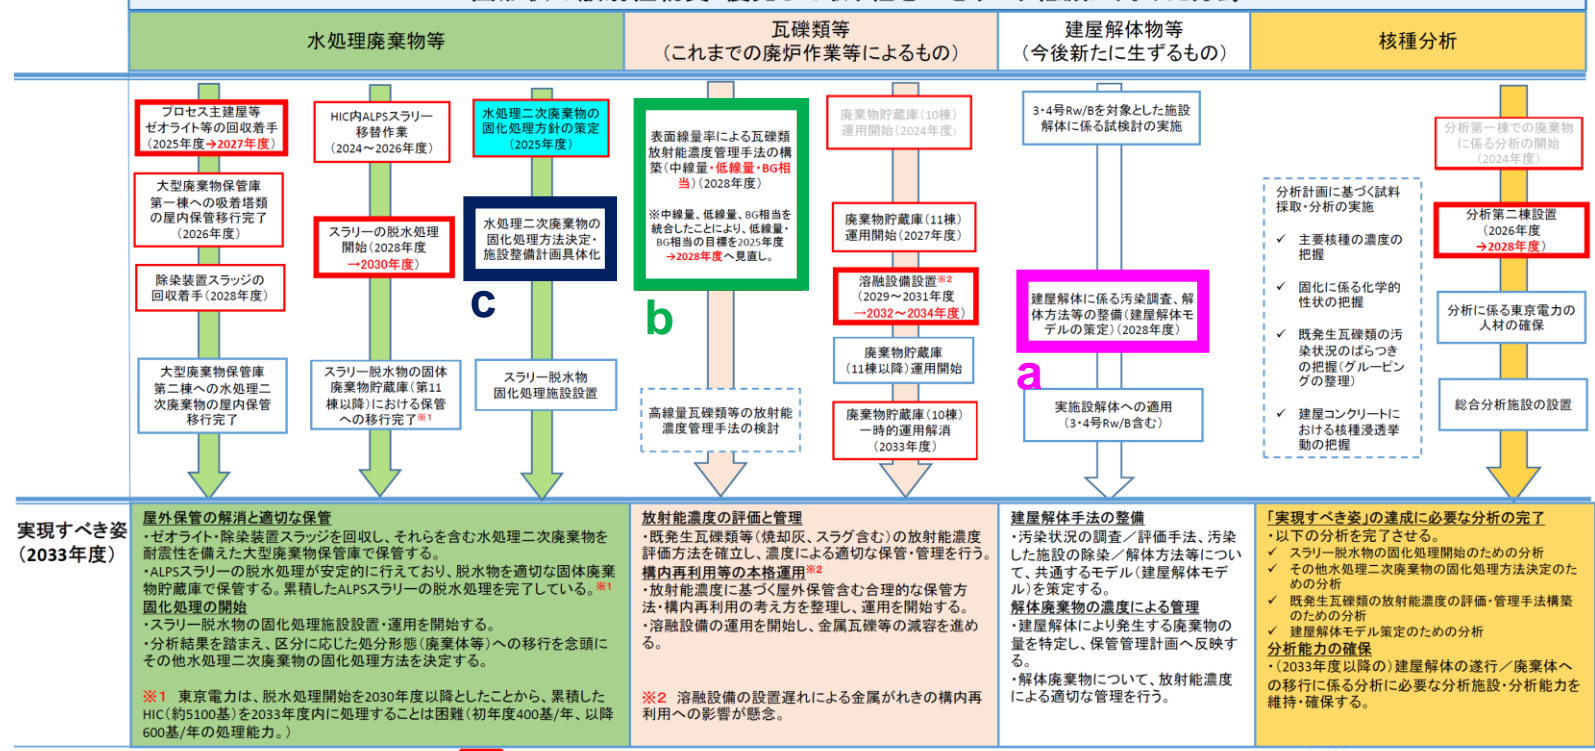 水処理廃棄物等
瓦礫類等
(これまでの廃炉作業等によるもの)
建屋解体物等
(今後新たに生ずるもの)
核種分析
プロセス主建屋等
ゼオライト等の回収着手
(2025年度→2027年度)
大型廃棄物保管庫
第一棟への吸着塔類
の屋内保管移行完了
(2026年度)
除染装置スラッジの
回収着手(2028年度)
大型廃棄物保管庫
第二棟への水処理二
次廃棄物の屋内保管
移行完了
HIC内ALPSスラリー
移替作業
(2024～2026年度)
スラリーの脱水処理
開始(2028年度
→2030年度)
スラリー脱水物の固体
廃棄物貯蔵庫(第11
棟以降)における保管
への移行完了※1
水処理二次廃棄物の
固化処理方針の策定
(2025年度)
水処理二次廃棄物の
固化処理方法決定・
施設整備計画具体化
c
スラリー脱水物
固化処理施設設置
表面線量率による瓦礫類
放射能濃度管理手法の構
築(中線量・低線量・BG相
当)(2028年度)
※中線量、低線量、BG相当を
統合したことにより、低線量・
BG相当の目標を2025年度
→2028年度へ見直し。
b
高線量瓦礫類等の放射能
濃度管理手法の検討
廃棄物貯蔵庫(10棟)
運用開始(2024年度)
廃棄物貯蔵庫(11棟)
運用開始(2027年度)
溶融設備設置※2
(2029～2031年度
→2032～2034年度)
廃棄物貯蔵庫
(11棟以降)運用開始
廃棄物貯蔵庫(10棟)
一時的運用解消
(2033年度)
3・4号Rw/Bを対象とした施設
解体に係る試検討の実施
建屋解体に係る汚染調査、解
体方法等の整備(建屋解体モ
デルの策定)(2028年度)
a
実施設解体への適用
(3・4号Rw/B含む)
分析計画に基づく試料
採取・分析の実施
✓ 主要核種の濃度の
把握
✓ 固化に係る化学的
性状の把握
✓ 既発生瓦礫類の汚
染状況のばらつき
の把握(グルーピン
グの整理)
✓ 建屋コンクリートに
おける核種浸透挙
動の把握
分析第一棟での廃棄物
に係る分析の開始
(2024年度)
分析第二棟設置
(2026年度
→2028年度)
分析に係る東京電力の
人材の確保
総合分析施設の設置
実現すべき姿
(2033年度)
屋外保管の解消と適切な保管
・ゼオライト・除染装置スラッジを回収し、それらを含む水処理二次廃棄物を
耐震性を備えた大型廃棄物保管庫で保管する。
・ALPSスラリーの脱水処理が安定的に行えており、脱水物を適切な固体廃棄
物貯蔵庫で保管する。累積したALPSスラリーの脱水処理を完了している。※1
固化処理の開始
・スラリー脱水物の固化処理施設設置・運用を開始する。
・分析結果を踏まえ、区分に応じた処分形態(廃棄体等)への移行を念頭に
その他水処理二次廃棄物の固化処理方法を決定する。
※1 東京電力は、脱水処理開始を2030年度以降としたことから、累積した
HIC(約5100基)を2033年度内に処理することは困難(初年度400基/年、以降
600基/年の処理能力。)
放射能濃度の評価と管理
・既発生瓦礫類等(焼却灰、スラグ含む)の放射能濃度
評価方法を確立し、濃度による適切な保管・管理を行う。
構内再利用等の本格運用※2
・放射能濃度に基づく屋外保管含む合理的な保管方
法・構内再利用の考え方を整理し、運用を開始する。
・溶融設備の運用を開始し、金属瓦礫等の減容を進め
る。
※2 溶融設備の設置遅れによる金属がれきの構内再
利用への影響が懸念。
建屋解体手法の整備
・汚染状況の調査／評価手法、汚染
した施設の除染／解体方法等につい
て、共通するモデル(建屋解体モデ
ル)を策定する。
解体廃棄物の濃度による管理
・建屋解体により発生する廃棄物の
量を特定し、保管管理計画へ反映す
る。
・解体廃棄物について、放射能濃度
による適切な管理を行う。
「実現すべき姿」の達成に必要な分析の完了
・以下の分析を完了させる。
✓ スラリー脱水物の固化処理開始のための分析
✓ その他水処理二次廃棄物の固化処理方法決定のた
めの分析
✓ 既発生瓦礫類の放射能濃度の評価・管理手法構築
のための分析
✓ 建屋解体モデル策定のための分析
分析能力の確保
・(2033年度以降の)建屋解体の遂行／廃棄体へ
の移行に係る分析に必要な分析施設・分析能力を
維持・確保する。